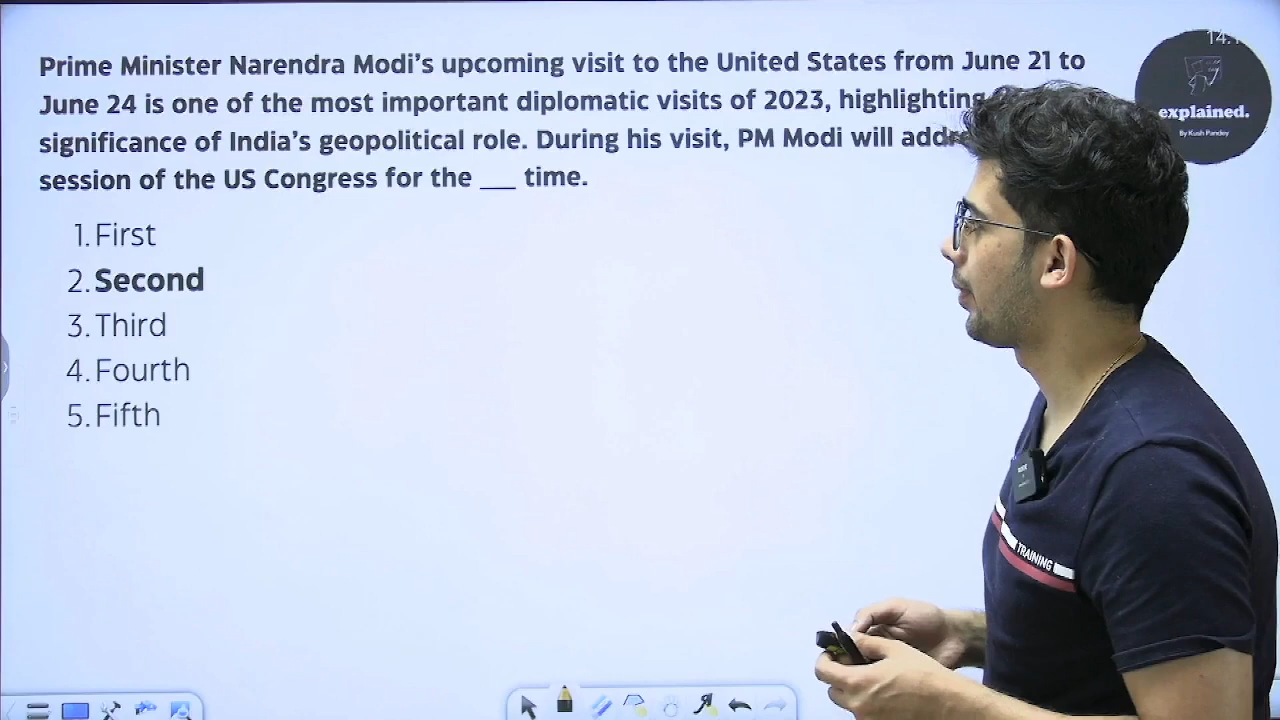 Prime Minister Narendra Modi’s upcoming visit to the United States from June 21 to
June 24 is one of the most important diplomatic visits of 2023, highlighting
significance of India’s geopolitical role. During his visit, PM Modi will
session of the US Congress for the ___ time.
1. First
2. Second
3. Third
4. Fourth
5. Fifth
explained.
By Kush Pandey
TRAINING